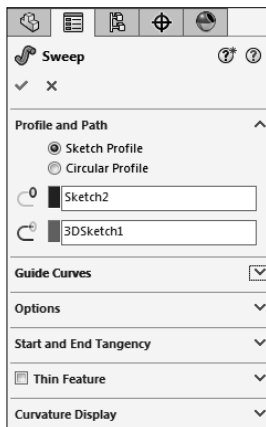 Sweep
Profile and Path
Sketch Profile
Circular Profile
Sketch2
3DSketch1
Guide Curves
Options
Start and End Tangency
Thin Feature
Curvature Display